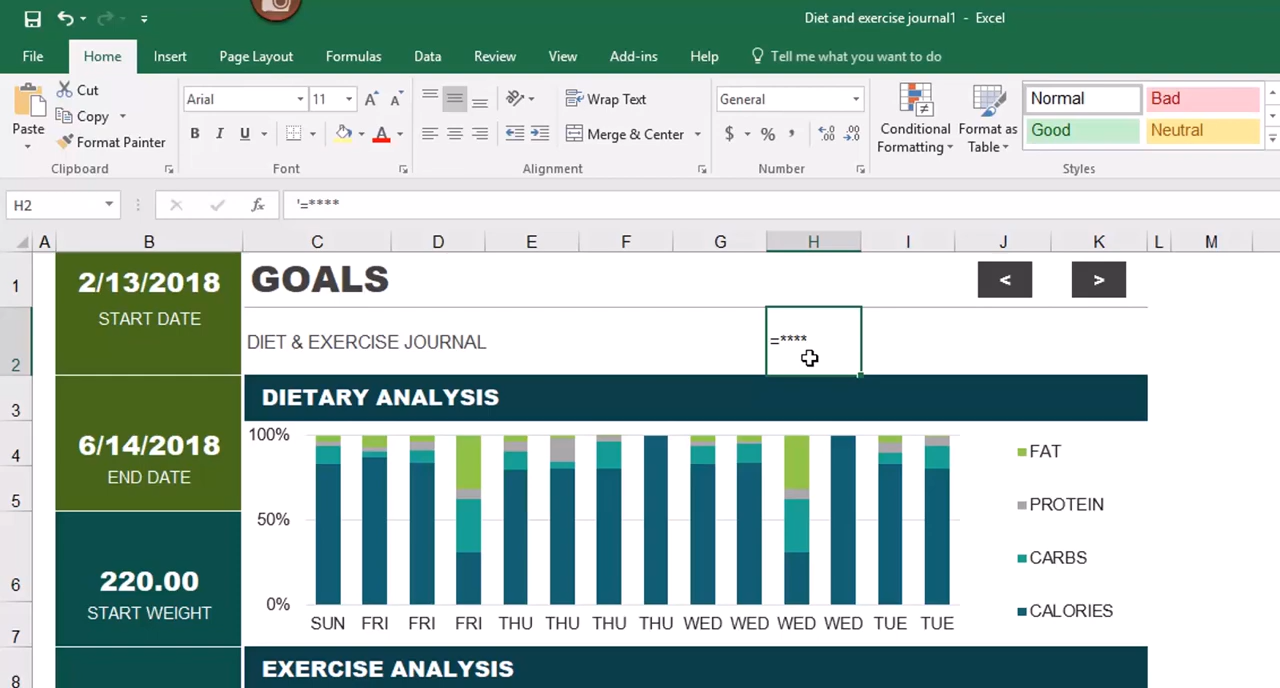 Diet and exercise journal1 - Excel
File Home Insert Page Layout Formulas Data Review View Add-ins Help Tell me what you want to do
Paste
Cut
Copy
Format Painter
Clipboard
Arial 11
B I U
Font
Wrap Text
Merge & Center
Alignment
General
$ % ,
Number
Conditional Formatting
Format as Table
Normal Bad
Good Neutral
Styles
H2 fx '=****
A B C D E F G H I J K L M
1 2/13/2018 GOALS < >
START DATE
2 DIET & EXERCISE JOURNAL =****
3 DIETARY ANALYSIS
4 6/14/2018 100% FAT
END DATE
5 50% PROTEIN
CARBS
6 220.00 0% CALORIES
START WEIGHT
7 SUN FRI FRI FRI THU THU THU THU WED WED WED WED TUE TUE
8 EXERCISE ANALYSIS